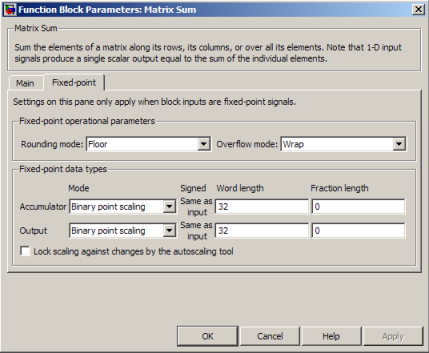 Function Block Parameters: Matrix Sum
Matrix Sum
Sum the elements of a matrix along its rows, its columns, or over all its elements. Note that 1-D input
signals produce a single scalar output equal to the sum of the individual elements.
Main Fixed-point
Settings on this pane only apply when block inputs are fixed-point signals.
Fixed-point operational parameters
Rounding mode: Floor Overflow mode: Wrap
Fixed-point data types
Mode Signed Word length Fraction length
Accumulator Binary point scaling Same as input 32 0
Output Binary point scaling Same as input 32 0
Lock scaling against changes by the autoscaling tool
OK Cancel Help Apply